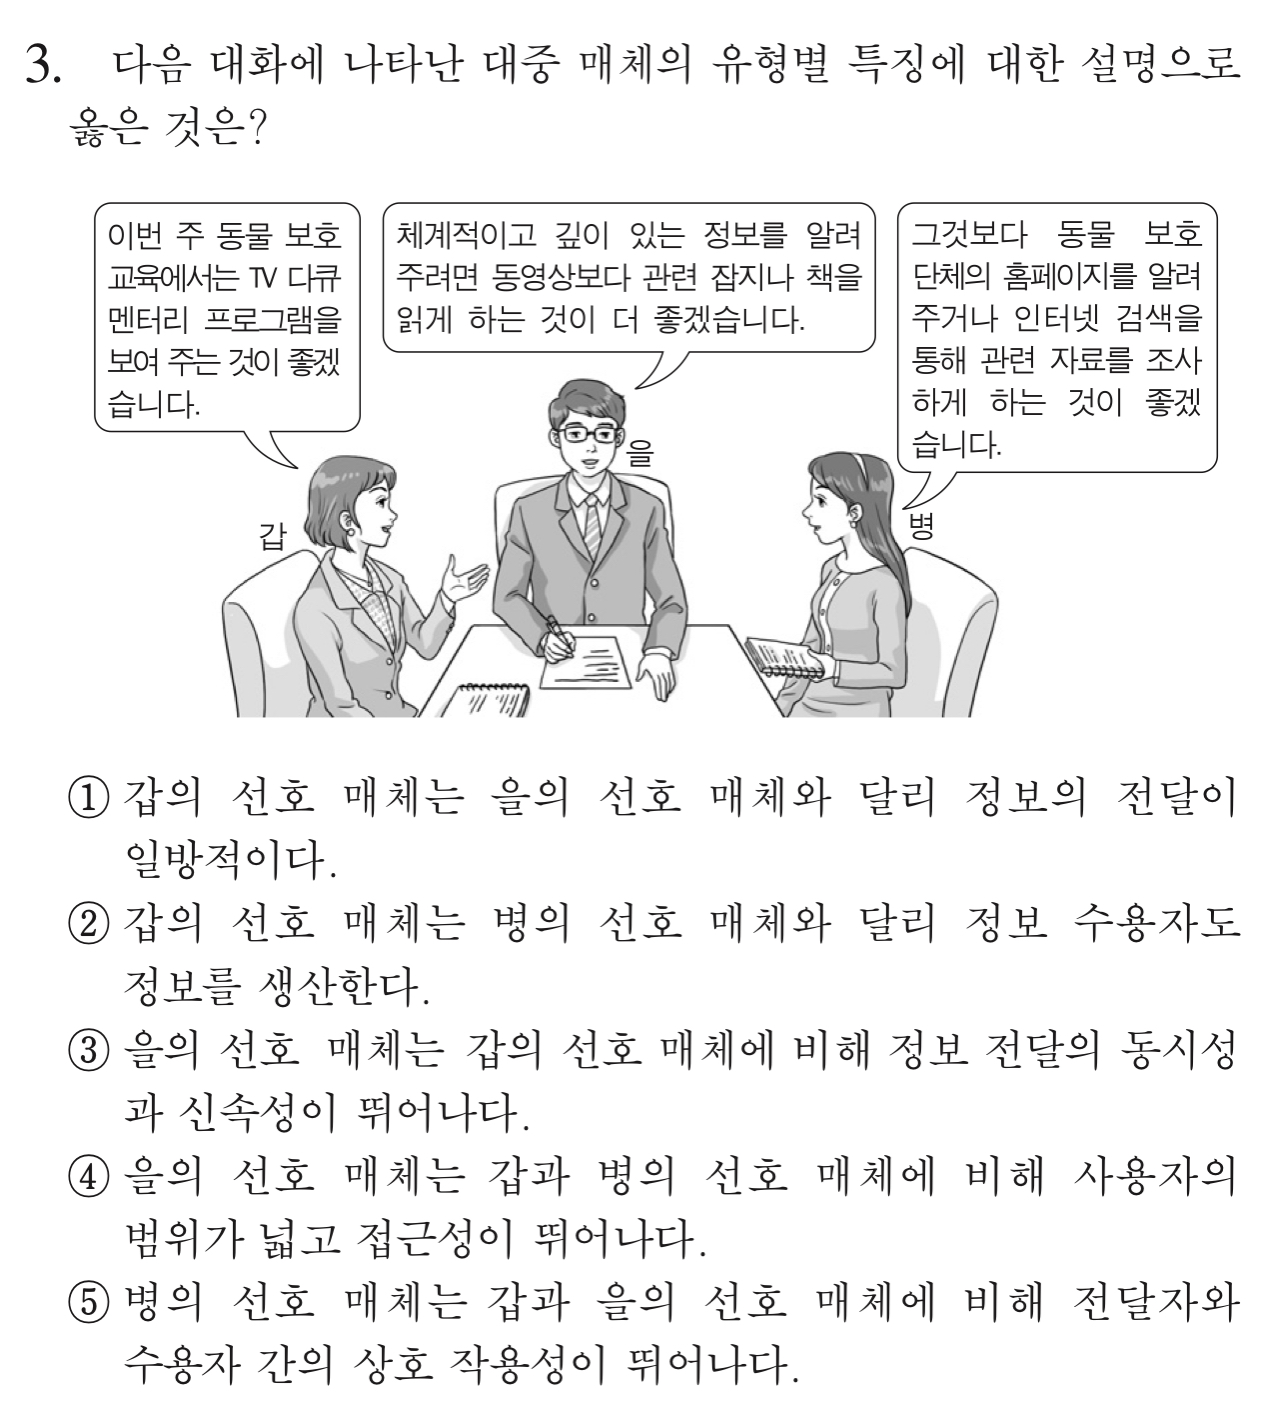 3. 다음 대화에 나타난 대중 매체의 유형별 특징에 대한 설명으로
옳은 것은?
이번 주 동물 보호
교육에서는 TV 다큐
멘터리 프로그램을
보여 주는 것이 좋겠
습니다.
체계적이고 깊이 있는 정보를 알려
주려면 동영상보다 관련 잡지나 책을
읽게 하는 것이 더 좋겠습니다.
그것보다 동물 보호
단체의 홈페이지를 알려
주거나 인터넷 검색을
통해 관련 자료를 조사
하게 하는 것이 좋겠
습니다.
갑
을
병
① 갑의 선호 매체는 을의 선호 매체와 달리 정보의 전달이
일방적이다.
② 갑의 선호 매체는 병의 선호 매체와 달리 정보 수용자도
정보를 생산한다.
③ 을의 선호 매체는 갑의 선호 매체에 비해 정보 전달의 동시성
과 신속성이 뛰어나다.
④ 을의 선호 매체는 갑과 병의 선호 매체에 비해 사용자의
범위가 넓고 접근성이 뛰어나다.
⑤ 병의 선호 매체는 갑과 을의 선호 매체에 비해 전달자와
수용자 간의 상호 작용성이 뛰어나다.